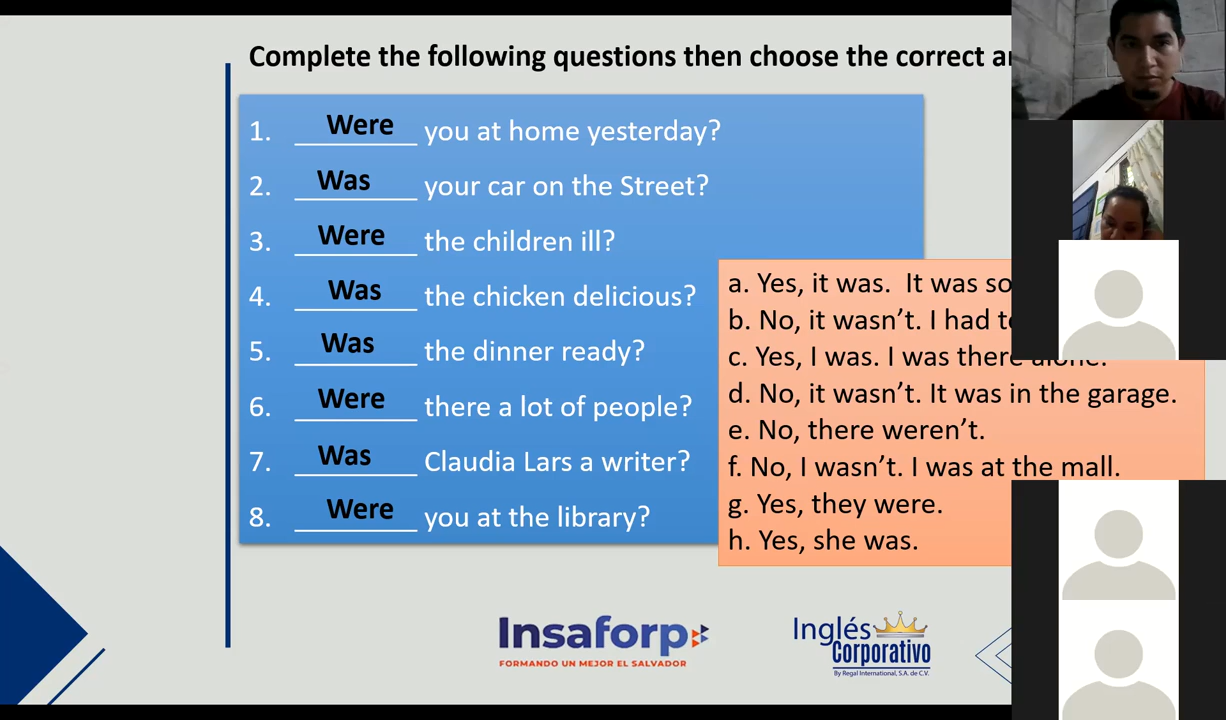 Complete the following questions then choose the correct
1. Were you at home yesterday?
2. Was your car on the Street?
3. Were the children ill?
4. Was the chicken delicious?
5. Was the dinner ready?
6. Were there a lot of people?
7. Was Claudia Lars a writer?
8. Were you at the library?
a. Yes, it was. It was
b. No, it wasn't. I had
c. Yes, I was. I was there alone.
d. No, it wasn't. It was in the garage.
e. No, there weren't.
f. No, I wasn't. I was at the mall.
g. Yes, they were.
h. Yes, she was.
Insaforp
FORMANDO UN MEJOR EL SALVADOR
Inglés
Corporativo
By Regal International, S.A. de C.V.